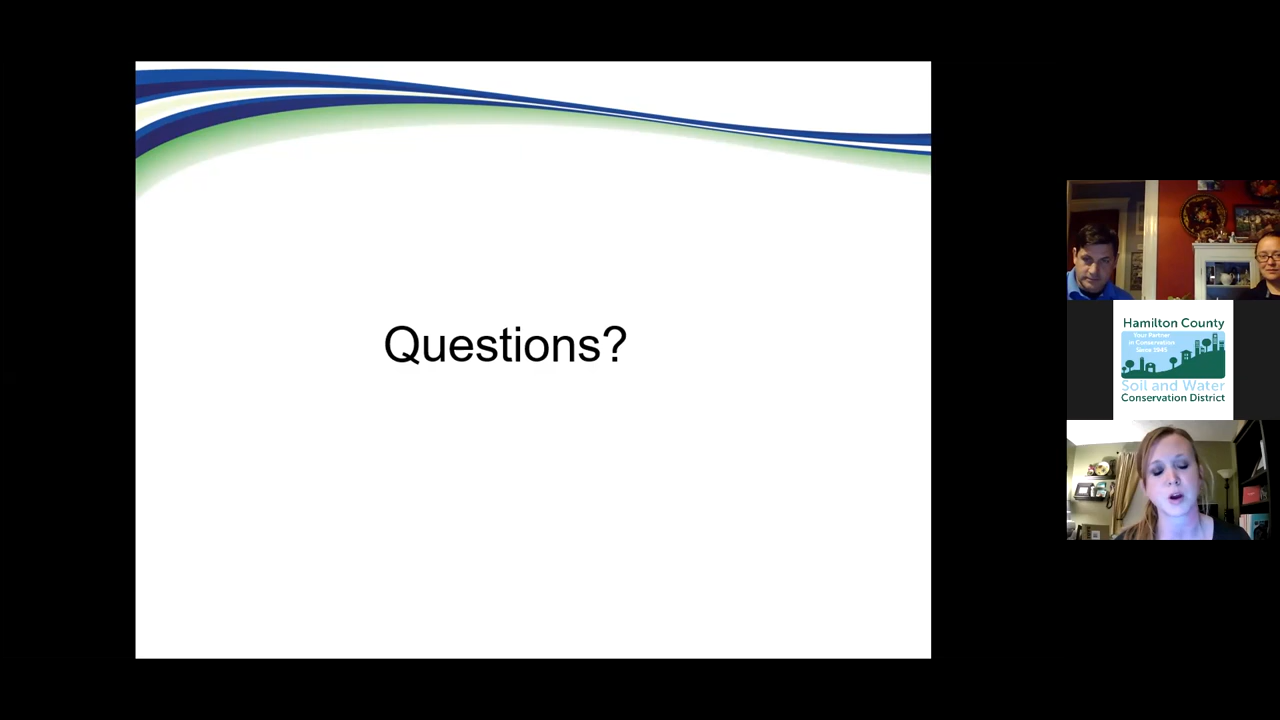 Questions?
Hamilton County
Your Partner
in Conservation
Since 1945
Soil and Water
Conservation District